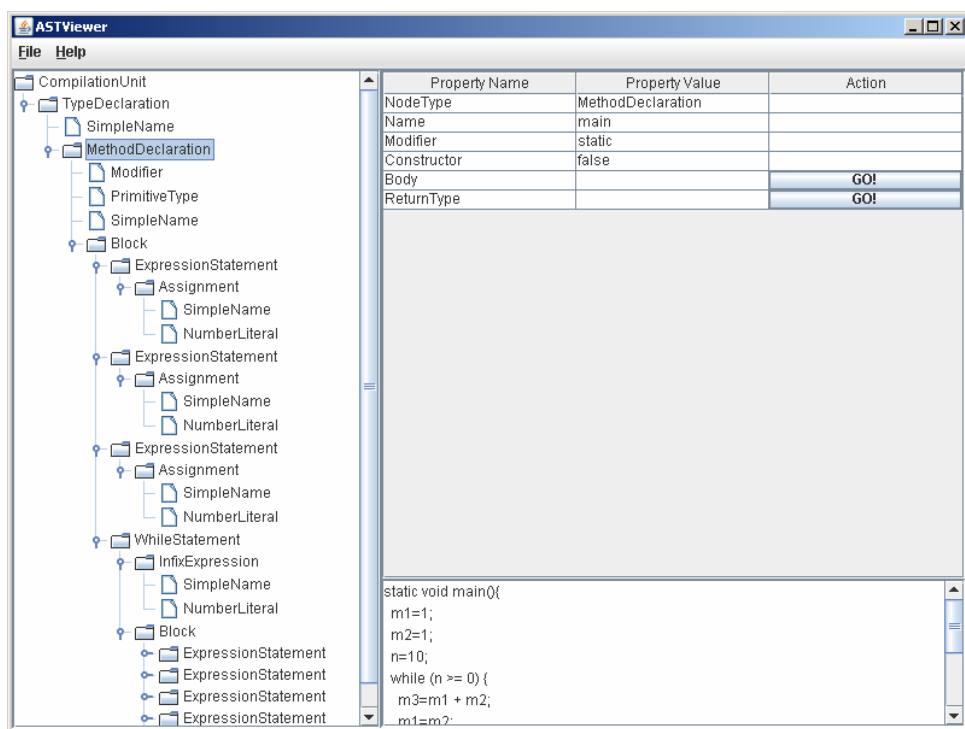 ASTViewer
File Help
CompilationUnit
TypeDeclaration
SimpleName
MethodDeclaration
Modifier
PrimitiveType
SimpleName
Block
ExpressionStatement
Assignment
SimpleName
NumberLiteral
ExpressionStatement
Assignment
SimpleName
NumberLiteral
ExpressionStatement
Assignment
SimpleName
NumberLiteral
WhileStatement
InfixExpression
SimpleName
NumberLiteral
Block
ExpressionStatement
ExpressionStatement
ExpressionStatement
ExpressionStatement
Property Name Property Value Action
NodeType MethodDeclaration
Name main
Modifier static
Constructor false
Body GO!
ReturnType GO!
static void main(){
m1=1;
m2=1;
n=10;
while (n >= 0) {
m3=m1 + m2;
m1=m2;